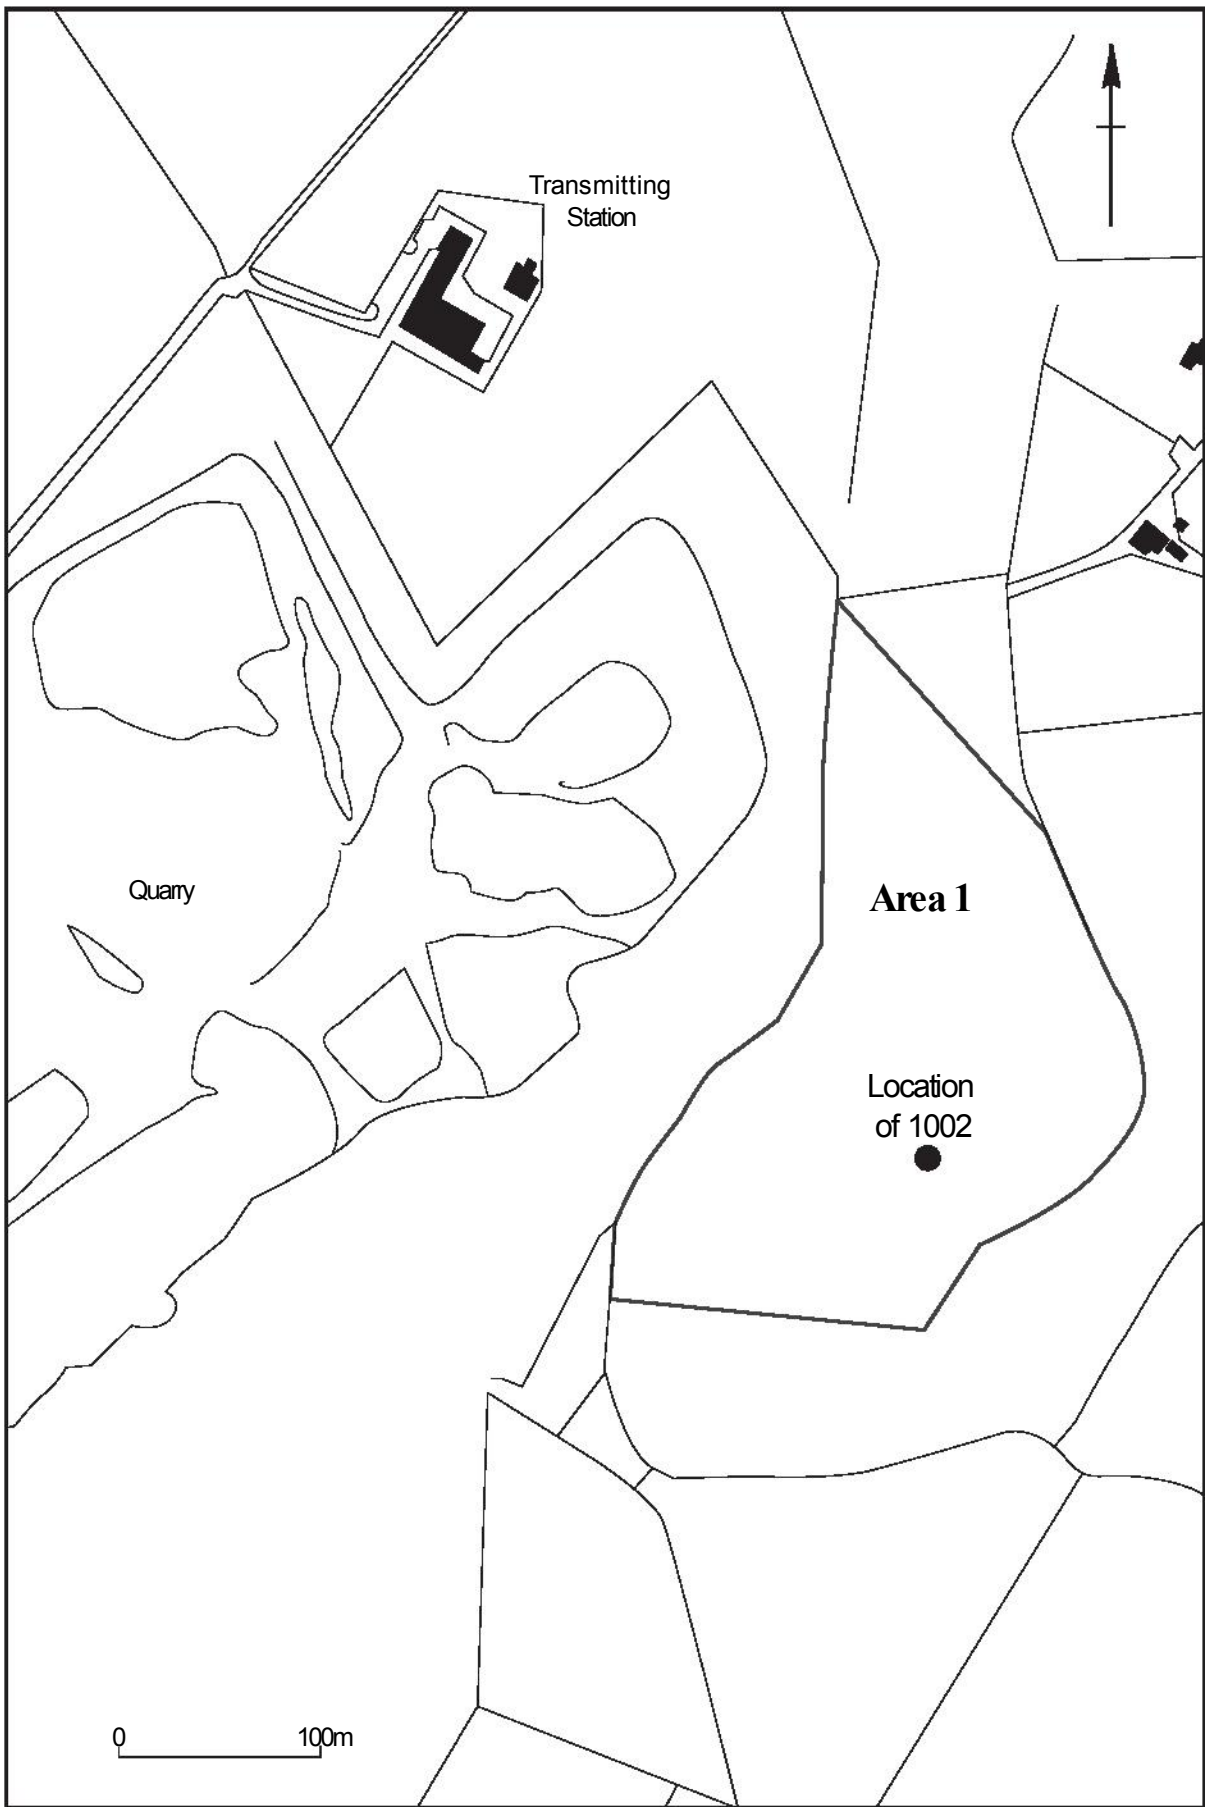 Transmitting
Station
Quarry
Area 1
Location
of 1002
0 100m